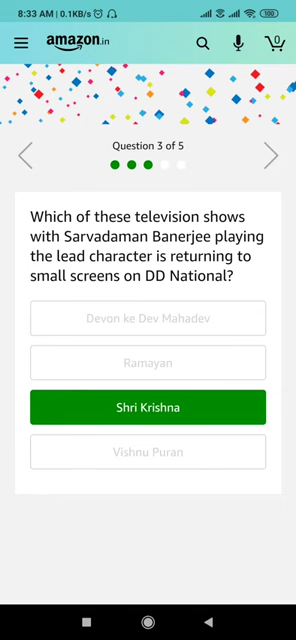 8:33 AM | 0.1KB/s
100
amazon.in
0
Question 3 of 5
Which of these television shows
with Sarvadaman Banerjee playing
the lead character is returning to
small screens on DD National?
Devon ke Dev Mahadev
Ramayan
Shri Krishna
Vishnu Puran